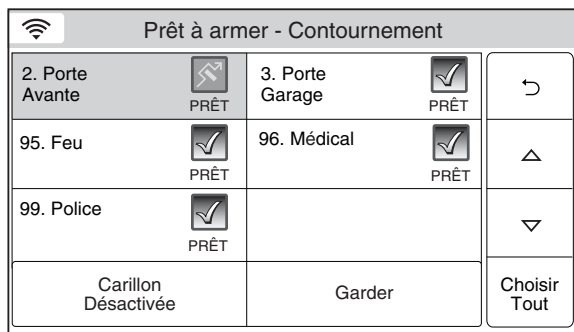 Prêt à armer - Contournement
2. Porte
Avante
PRÊT
3. Porte
Garage
PRÊT
95. Feu
PRÊT
96. Médical
PRÊT
99. Police
PRÊT
Carillon
Désactivée
Garder
Choisir
Tout